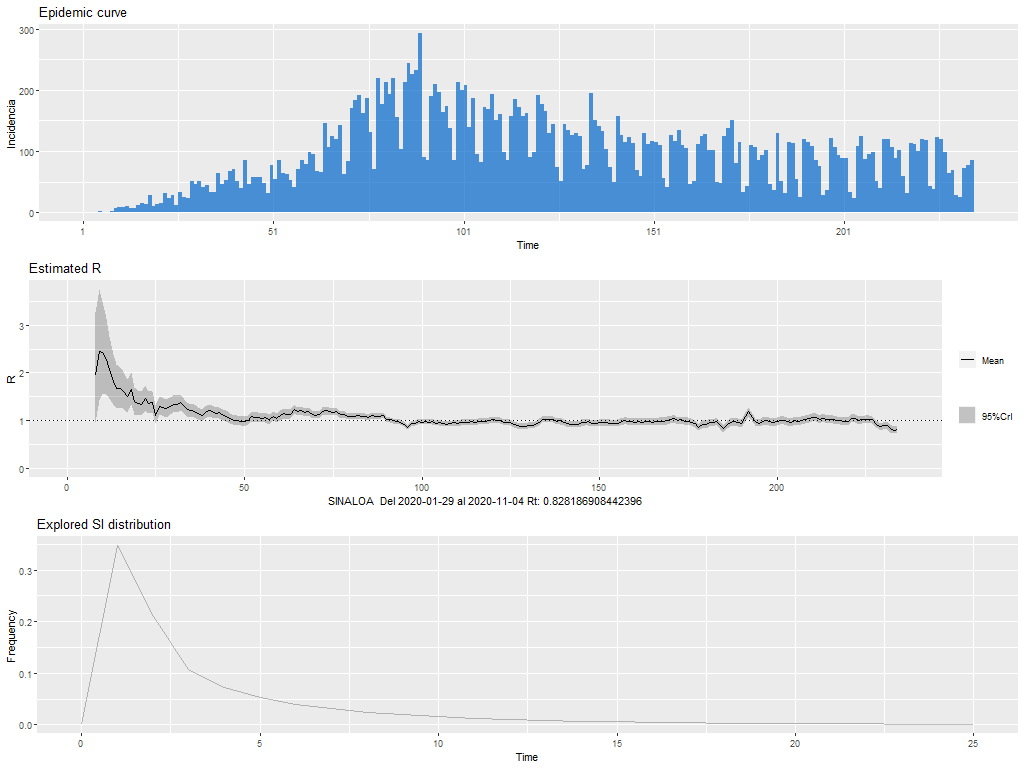 Epidemic curve
300
200
100
0
Incidencia
1
51
101
151
201
Time
Estimated R
3
2
1
0
R
0
50
100
150
200
SINALOA Del 2020-01-29 al 2020-11-04 Rt: 0.828186908442396
Mean
95%CrI
Explored SI distribution
0.3
0.2
0.1
0.0
Frequency
0
5
10
15
20
25
Time